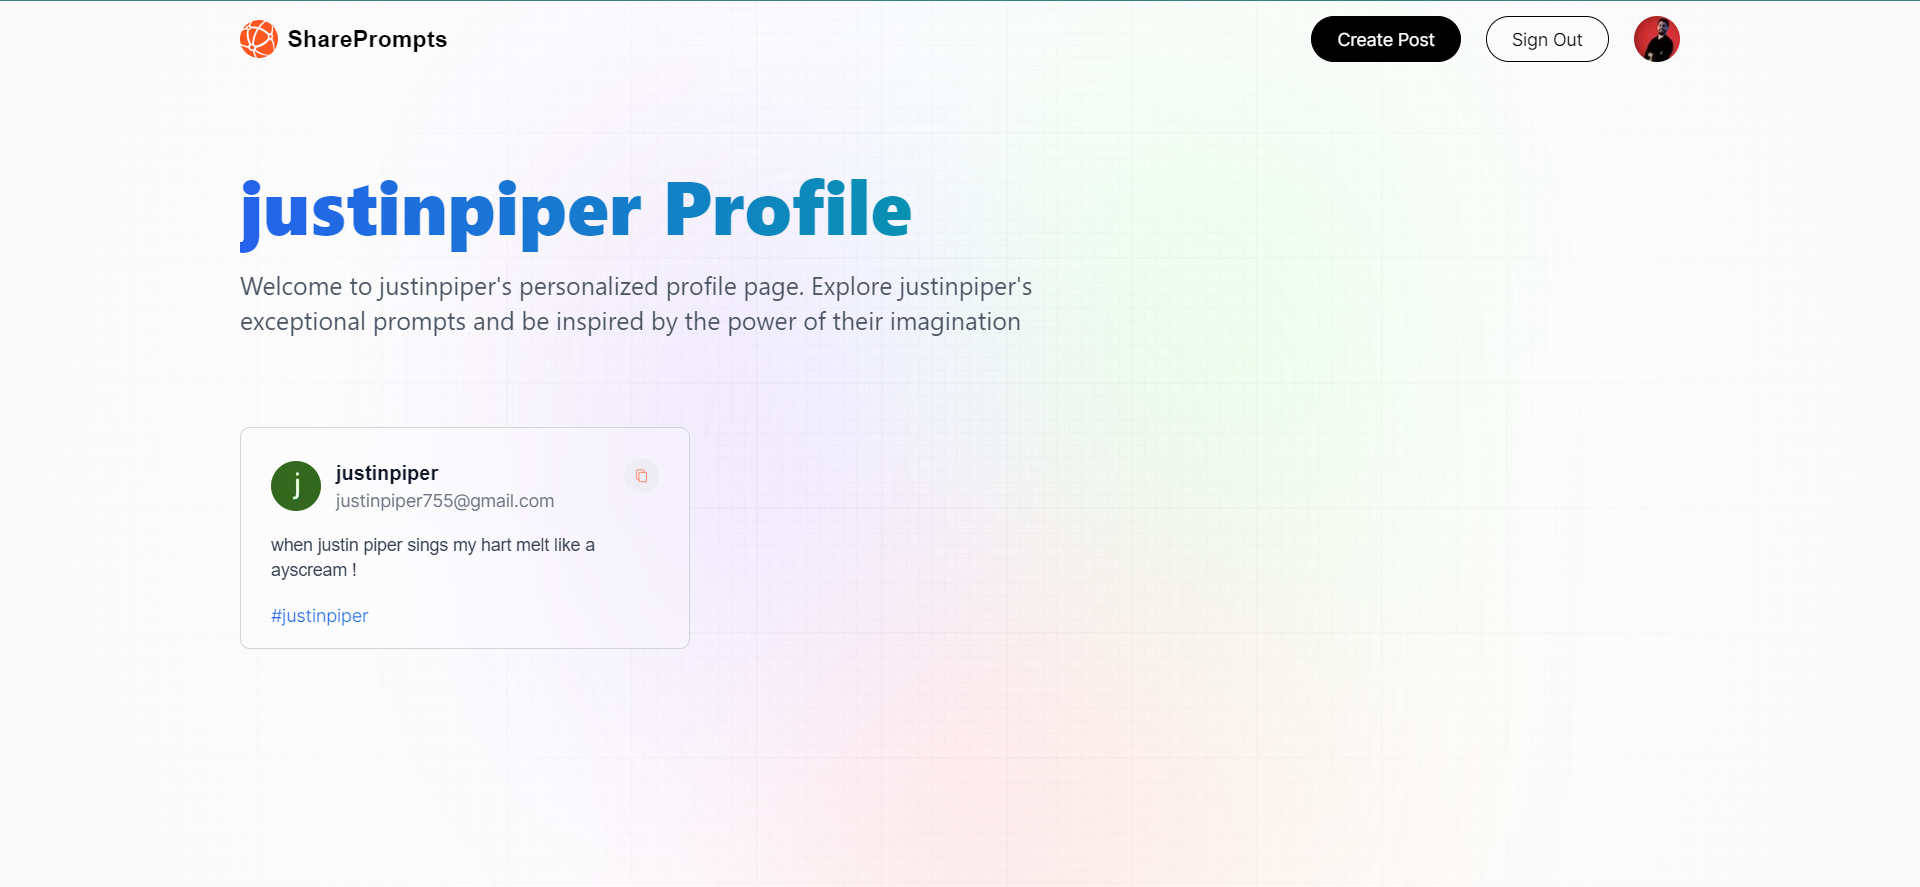 SharePrompts
Create Post
Sign Out
justinpiper Profile
Welcome to justinpiper's personalized profile page. Explore justinpiper's
exceptional prompts and be inspired by the power of their imagination
j
justinpiper
justinpiper755@gmail.com
when justin piper sings my hart melt like a
ayscream !
#justinpiper